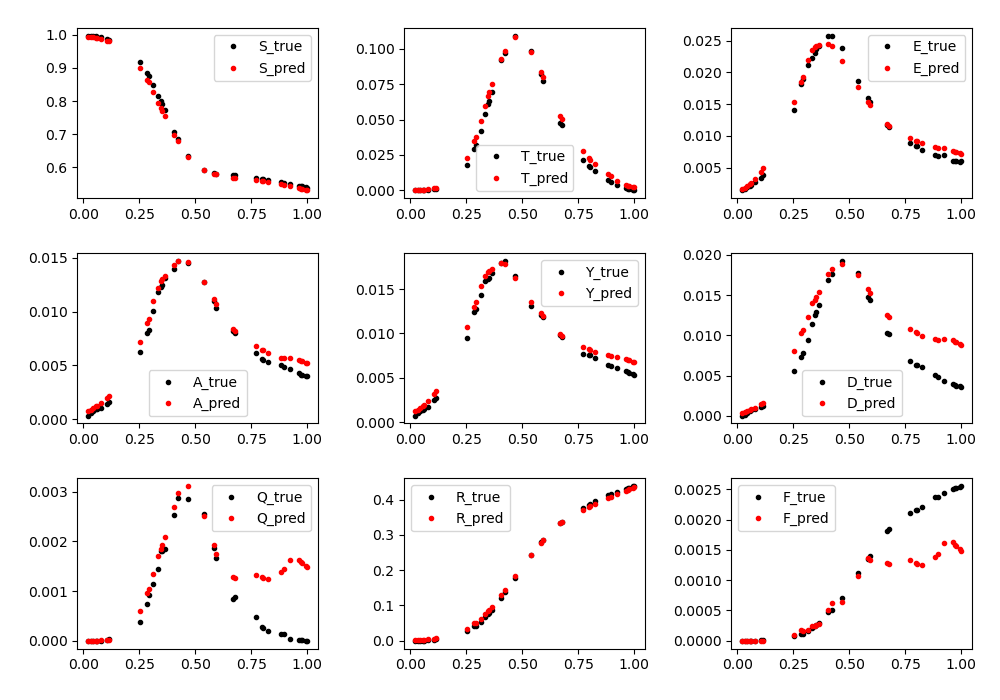 1.0
0.9
0.8
0.7
0.6
S_true
S_pred
0.00 0.25 0.50 0.75 1.00
0.100
0.075
0.050
0.025
0.000
T_true
T_pred
0.00 0.25 0.50 0.75 1.00
0.025
0.020
0.015
0.010
0.005
E_true
E_pred
0.00 0.25 0.50 0.75 1.00
0.015
0.010
0.005
0.000
A_true
A_pred
0.00 0.25 0.50 0.75 1.00
0.015
0.010
0.005
0.000
Y_true
Y_pred
0.00 0.25 0.50 0.75 1.00
0.020
0.015
0.010
0.005
0.000
D_true
D_pred
0.00 0.25 0.50 0.75 1.00
0.003
0.002
0.001
0.000
Q_true
Q_pred
0.00 0.25 0.50 0.75 1.00
0.4
0.3
0.2
0.1
0.0
R_true
R_pred
0.00 0.25 0.50 0.75 1.00
0.0025
0.0020
0.0015
0.0010
0.0005
0.0000
F_true
F_pred
0.00 0.25 0.50 0.75 1.00